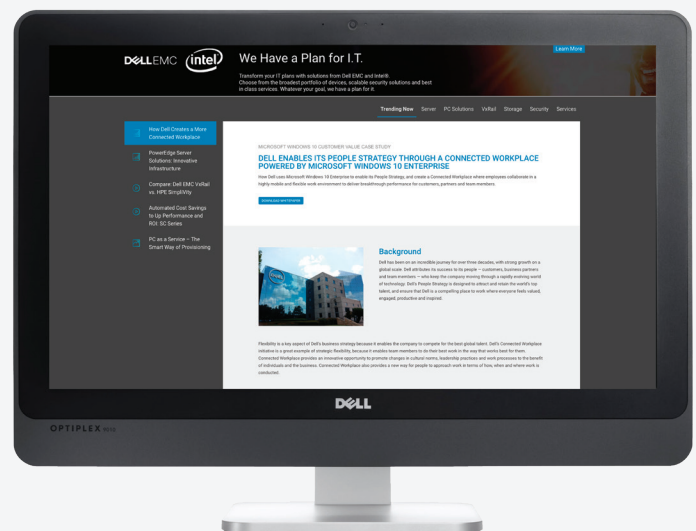 DELLEMC (intel)
We Have a Plan for I.T.
Learn More
Transform your IT plans with solutions from Dell EMC and Intel®.
Choose from the broadest portfolio of devices, scalable security solutions and best
in class services. Whatever your goal, we have a plan for it.
Trending Now Server PC Solutions VxRail Storage Security Services
How Dell Creates a More
Connected Workplace
PowerEdge Server
Solutions: Innovative
Infrastructure
Compare: Dell EMC VxRail
vs. HPE SimpliVity
Automated Cost Savings
to Up Performance and
ROI: SC Series
PC as a Service – The
Smart Way of Provisioning
MICROSOFT WINDOWS 10 CUSTOMER VALUE CASE STUDY
DELL ENABLES ITS PEOPLE STRATEGY THROUGH A CONNECTED WORKPLACE
POWERED BY MICROSOFT WINDOWS 10 ENTERPRISE
How Dell uses Microsoft Windows 10 Enterprise to enable its People Strategy, and create a Connected Workplace where employees collaborate in a
highly mobile and flexible work environment to deliver breakthrough performance for customers, partners and team members.
DOWNLOAD WHITEPAPER
Background
Dell has been on an incredible journey for over three decades, with strong growth on a
global scale. Dell attributes its success to its people – customers, business partners
and team members – who keep the company moving through a rapidly-evolving world
of technology. Dell's People Strategy is designed to attract and retain the world's top
talent, and ensure that Dell is a compelling place to work where everyone feels valued,
engaged, productive and inspired.
DELL
Flexibility is a key aspect of Dell's business strategy because it enables the company to compete for the best global talent. Dell's Connected Workplace
initiative is a great example of strategic flexibility, because it enables team members to do their best work in the way that works best for them.
Connected Workplace provides an innovative opportunity to promote changes in cultural norms, leadership practices and work processes to the benefit
of individuals and the business. Connected Workplace also provides a new way for people to approach work in terms of how, when and where work is
conducted.
DELL
OPTIPLEX